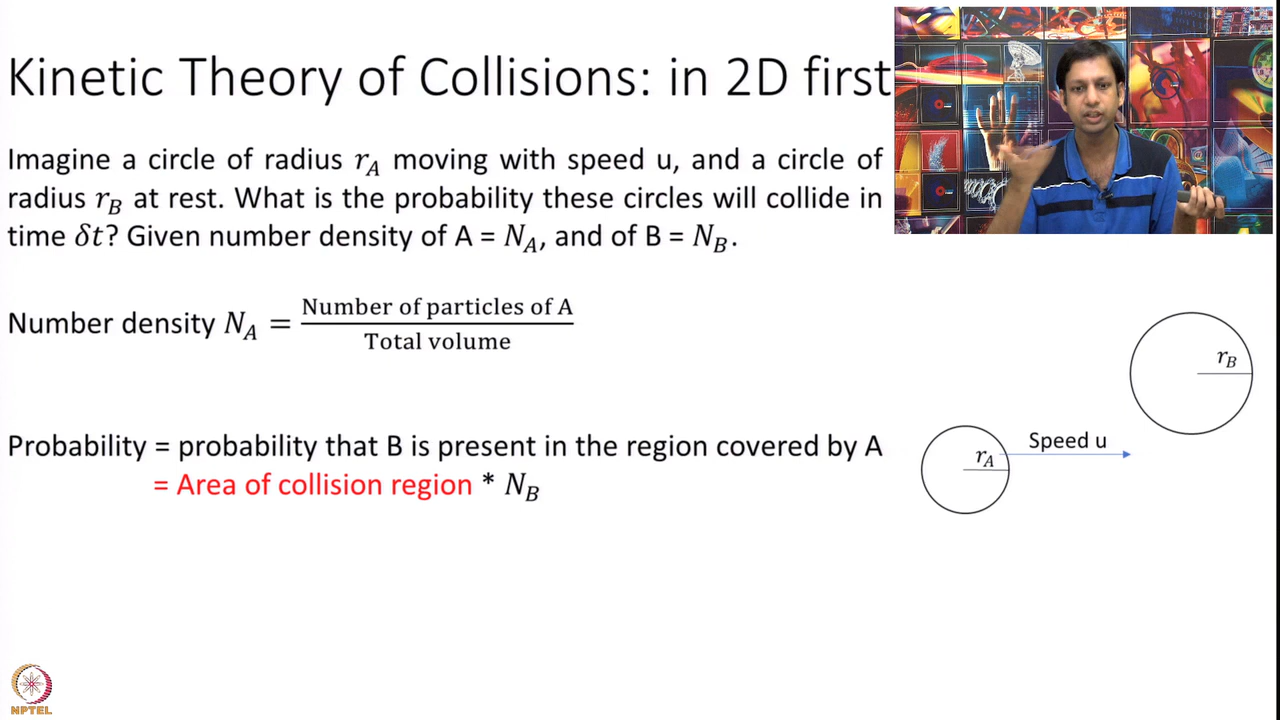 Kinetic Theory of Collisions: in 2D first
Imagine a circle of radius r_A moving with speed u, and a circle of
radius r_B at rest. What is the probability these circles will collide in
time δt? Given number density of A = N_A, and of B = N_B.
Number density N_A = Number of particles of A / Total volume
r_B
Probability = probability that B is present in the region covered by A
= Area of collision region * N_B
Speed u
r_A
NPTEL